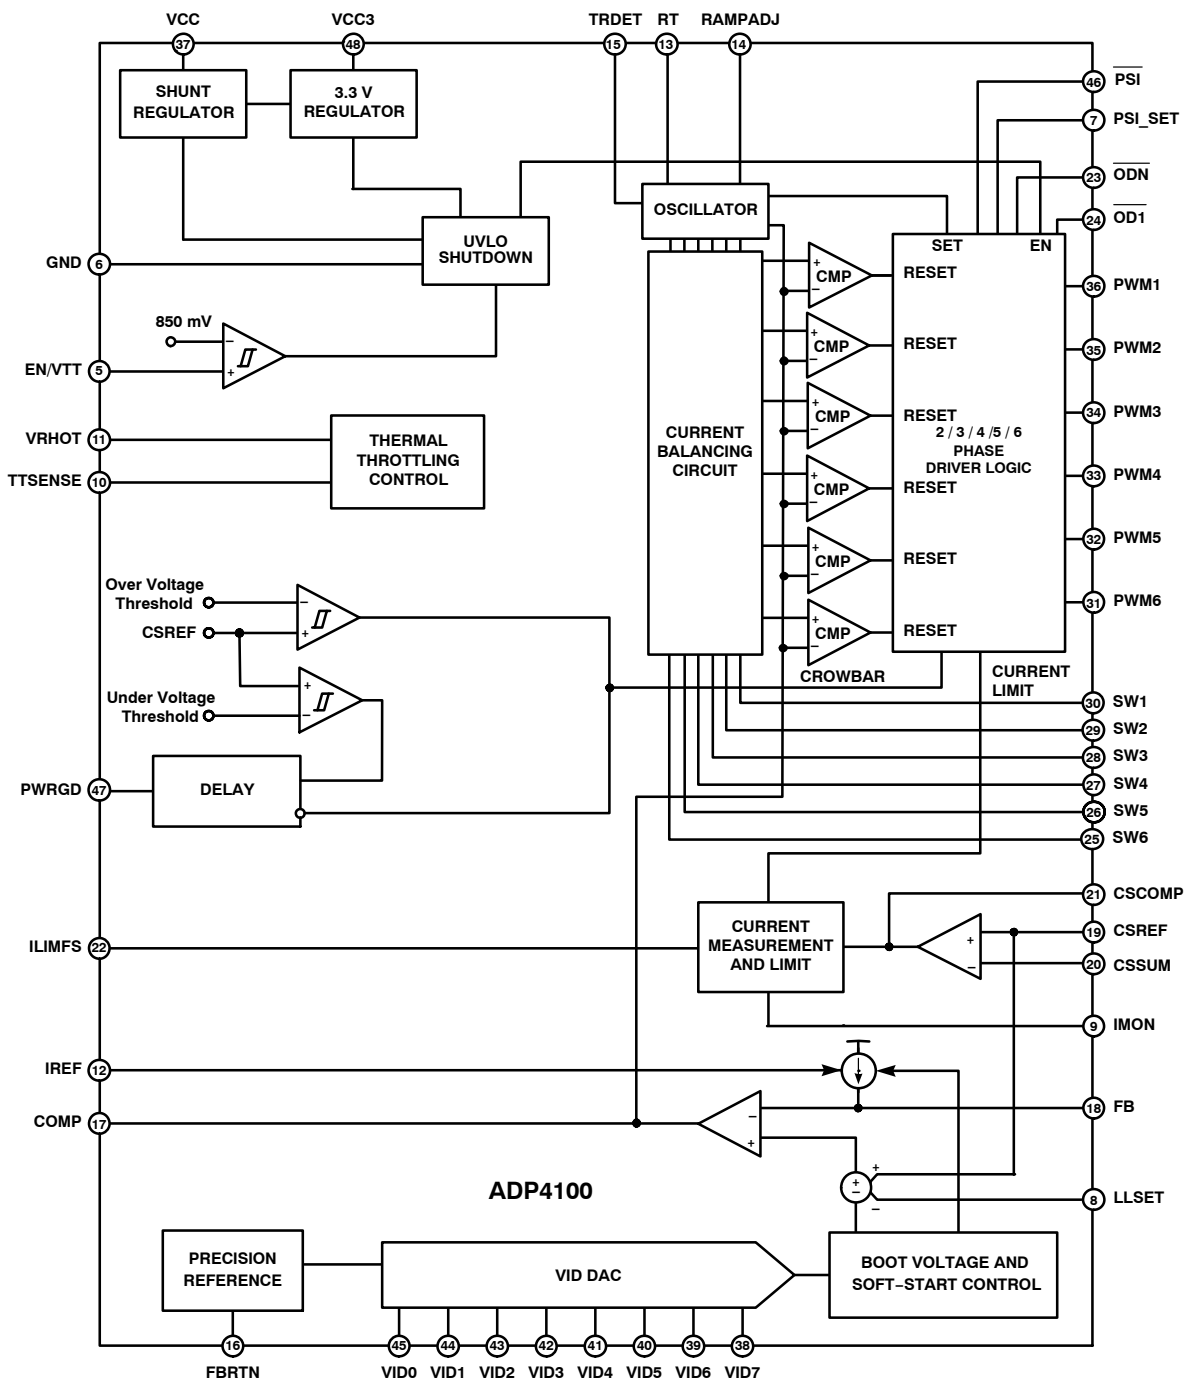 VCC VCC3 TRDET RT RAMPADJ
37 48 15 13 14
SHUNT
REGULATOR
3.3 V
REGULATOR
46 PSI
7 PSI_SET
23 ODN
24 OD1
OSCILLATOR
UVLO
SHUTDOWN
GND 6
SET EN
+ CMP − RESET
36 PWM1
850 mV
− +
EN/VTT 5
+ CMP − RESET
35 PWM2
VRHOT 11
TTSENSE 10
THERMAL
THROTTLING
CONTROL
CURRENT
BALANCING
CIRCUIT
+ CMP − RESET
34 PWM3
2 / 3 / 4 /5 / 6
PHASE
DRIVER LOGIC
+ CMP − RESET
33 PWM4
+ CMP − RESET
32 PWM5
+ CMP − RESET
31 PWM6
Over Voltage
Threshold
−
CSREF
+
Under Voltage
Threshold
+
−
CROWBAR
CURRENT
LIMIT
30 SW1
29 SW2
28 SW3
27 SW4
26 SW5
25 SW6
PWRGD 47
DELAY
21 CSCOMP
19 CSREF
20 CSSUM
+
−
ILIMFS 22
CURRENT
MEASUREMENT
AND LIMIT
9 IMON
IREF 12
18 FB
COMP 17
−
+
+
+
−
−
8 LLSET
ADP4100
PRECISION
REFERENCE
VID DAC
BOOT VOLTAGE AND
SOFT−START CONTROL
16 45 44 43 42 41 40 39 38
FBRTN VID0 VID1 VID2 VID3 VID4 VID5 VID6 VID7